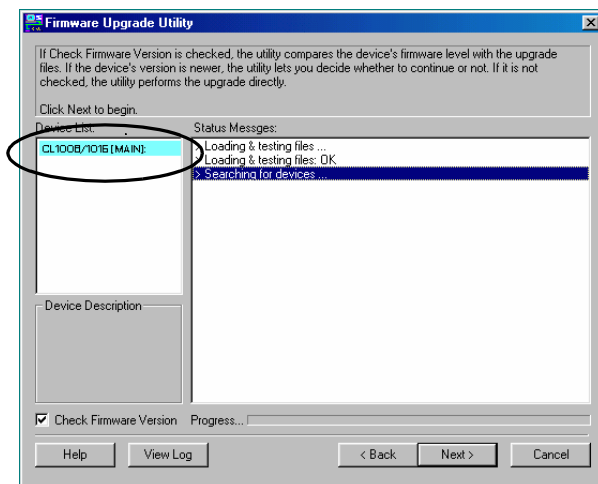 Firmware Upgrade Utility
If Check Firmware Version is checked, the utility compares the device's firmware level with the upgrade
files. If the device's version is newer, the utility lets you decide whether to continue or not. If it is not
checked, the utility performs the upgrade directly.
Click Next to begin.
Device List:
Status Messges:
CL1008/1016 [MAIN]:
> Loading & testing files ...
> Loading & testing files: OK
> Searching for devices ...
Device Description
Check Firmware Version
Progress...
Help
View Log
< Back
Next >
Cancel